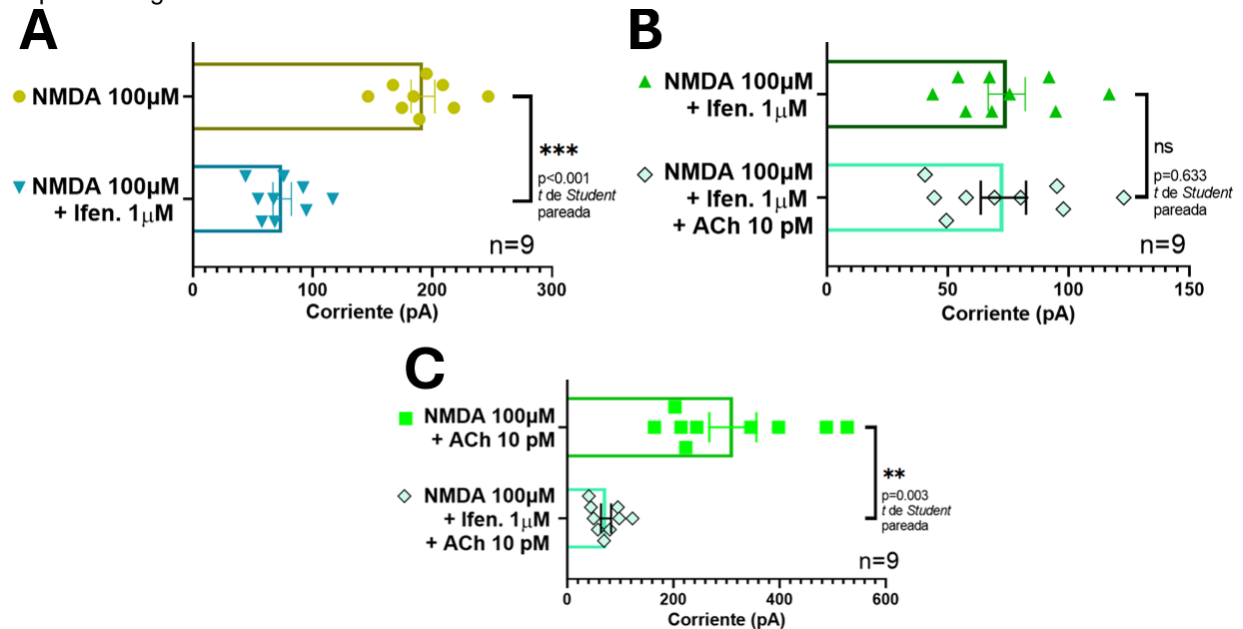 A
NMDA 100µM
NMDA 100µM
+ Ifen. 1µM
***
p<0.001
t de Student
pareada
n=9
0
100
200
300
Corriente (pA)
B
NMDA 100µM
+ Ifen. 1µM
NMDA 100µM
+ Ifen. 1µM
+ ACh 10 pM
ns
p=0.633
t de Student
pareada
n=9
0
50
100
150
Corriente (pA)
C
NMDA 100µM
+ ACh 10 pM
NMDA 100µM
+ Ifen. 1µM
+ ACh 10 pM
**
p=0.003
t de Student
pareada
n=9
0
200
400
600
Corriente (pA)